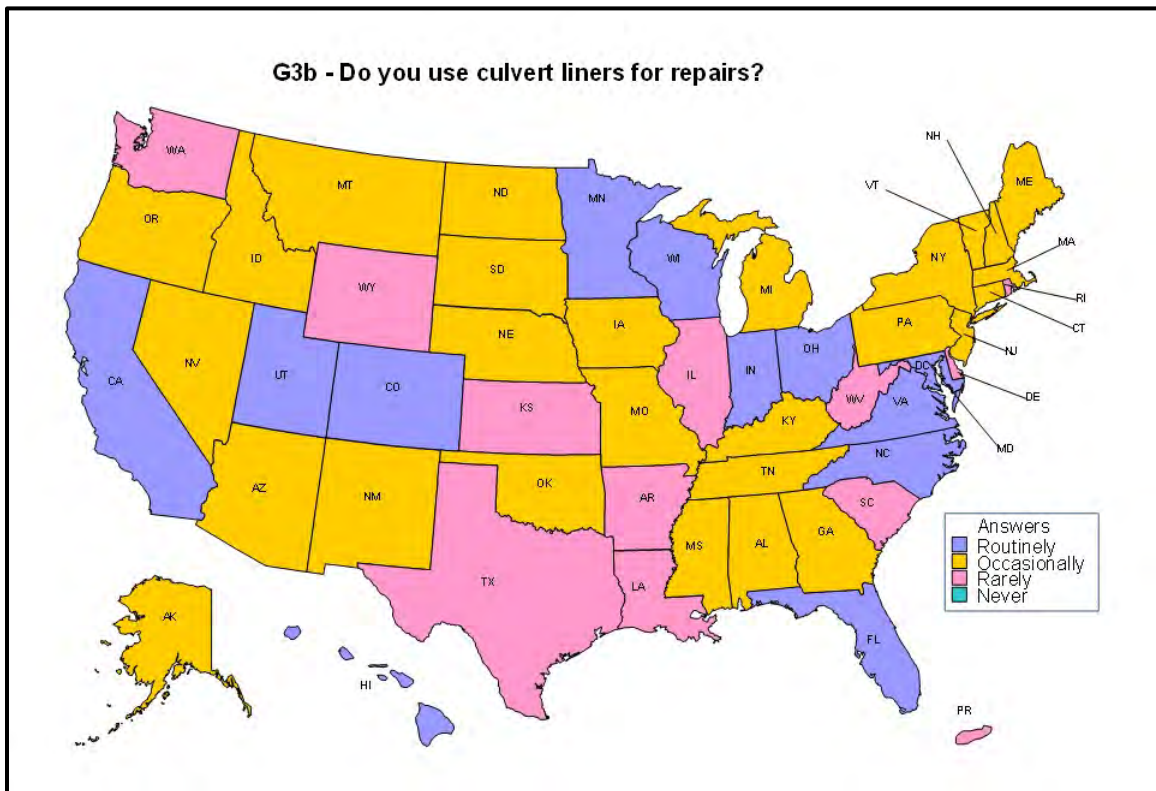 G3b - Do you use culvert liners for repairs?
NH
WA
VT
ME
MT
ND
MN
OR
MA
ID
SD
WI
NY
WY
MI
RI
CT
IA
PA
NE
NJ
NV
OH
DC
IN
UT
CA
CO
IL
DE
WV
VA
KS
MO
KY
MD
NC
TN
OK
AZ
NM
AR
SC
MS
AL
GA
Answers
Routinely
Occasionally
Rarely
Never
TX
LA
AK
FL
HI
PR